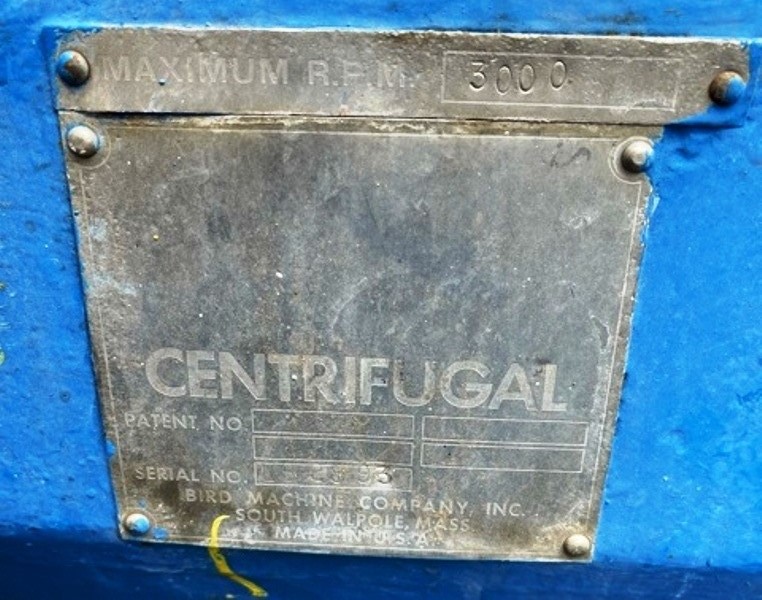 MAXIMUM R.P.M. 3000
CENTRIFUGAL
PATENT NO.
SERIAL NO.
BIRD MACHINE COMPANY, INC.
SOUTH WALPOLE, MASS
MADE IN U.S.A.